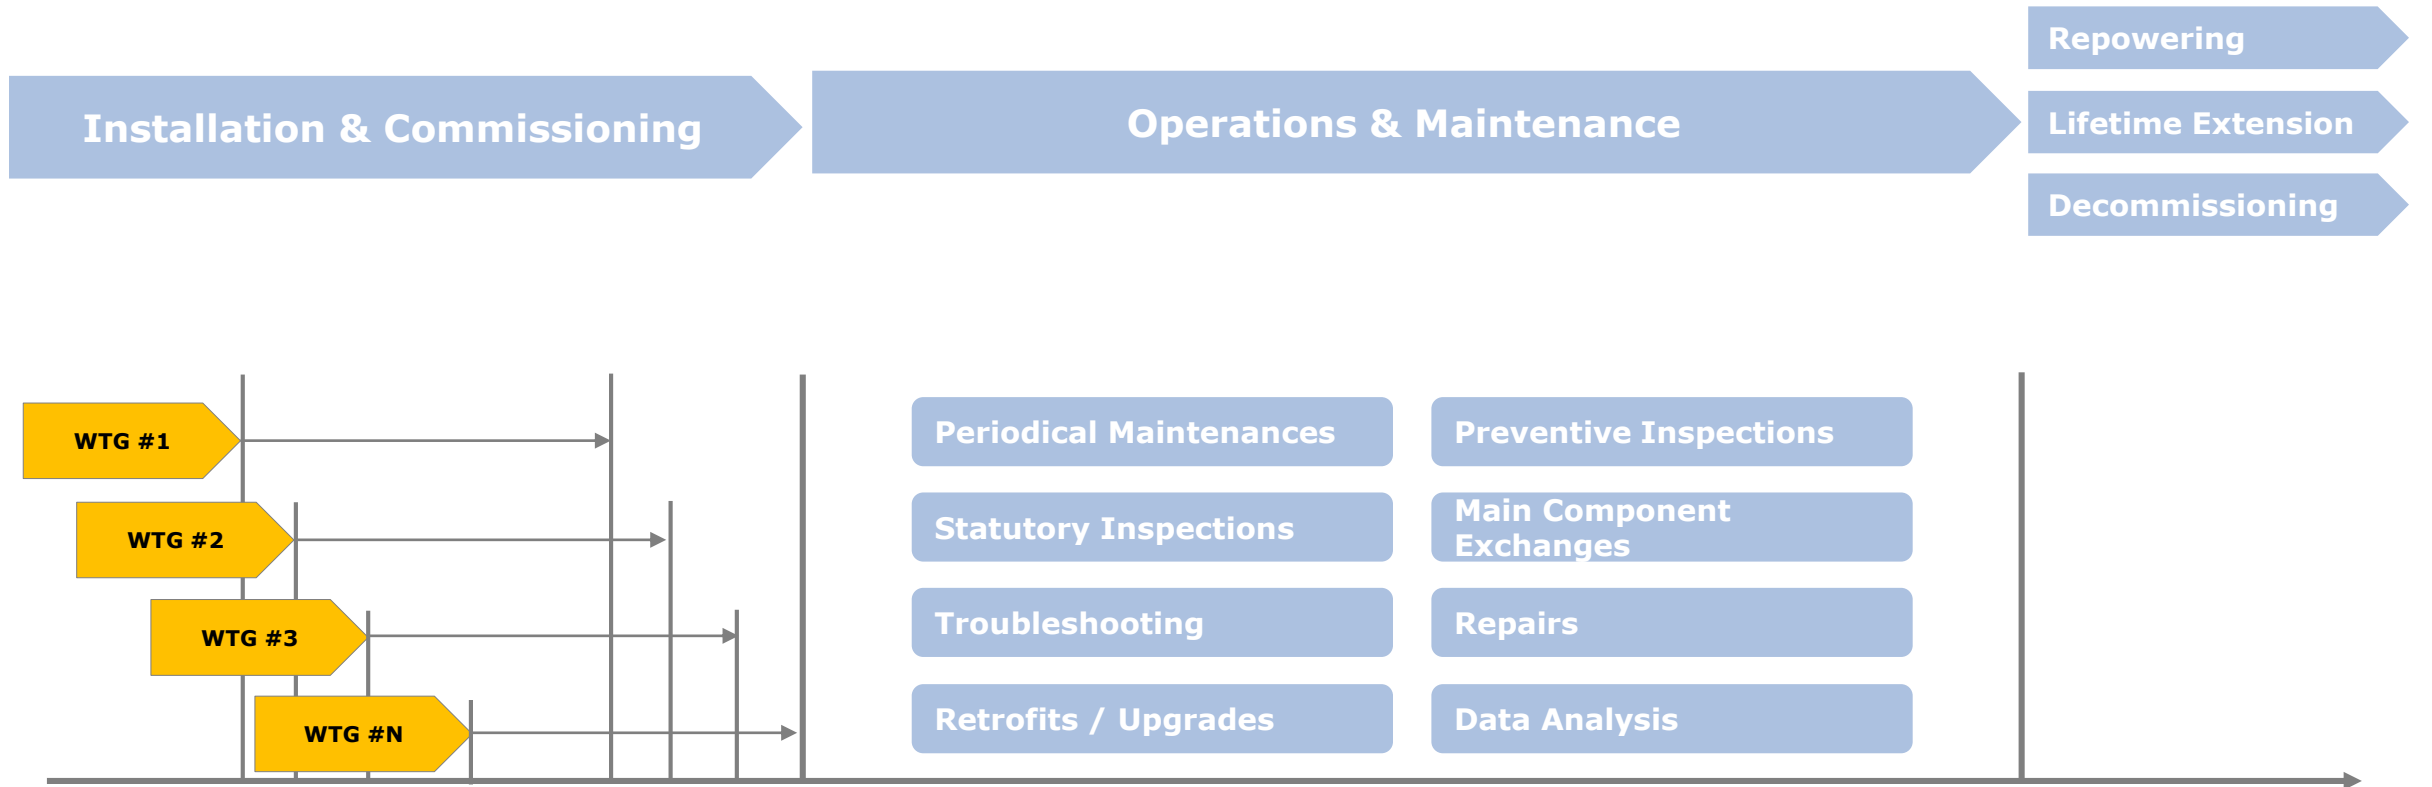 Repowering
Installation & Commissioning
Operations & Maintenance
Lifetime Extension
Decommissioning
WTG #1
WTG #2
WTG #3
WTG #N
Periodical Maintenances
Preventive Inspections
Statutory Inspections
Main Component
Exchanges
Troubleshooting
Repairs
Retrofits / Upgrades
Data Analysis